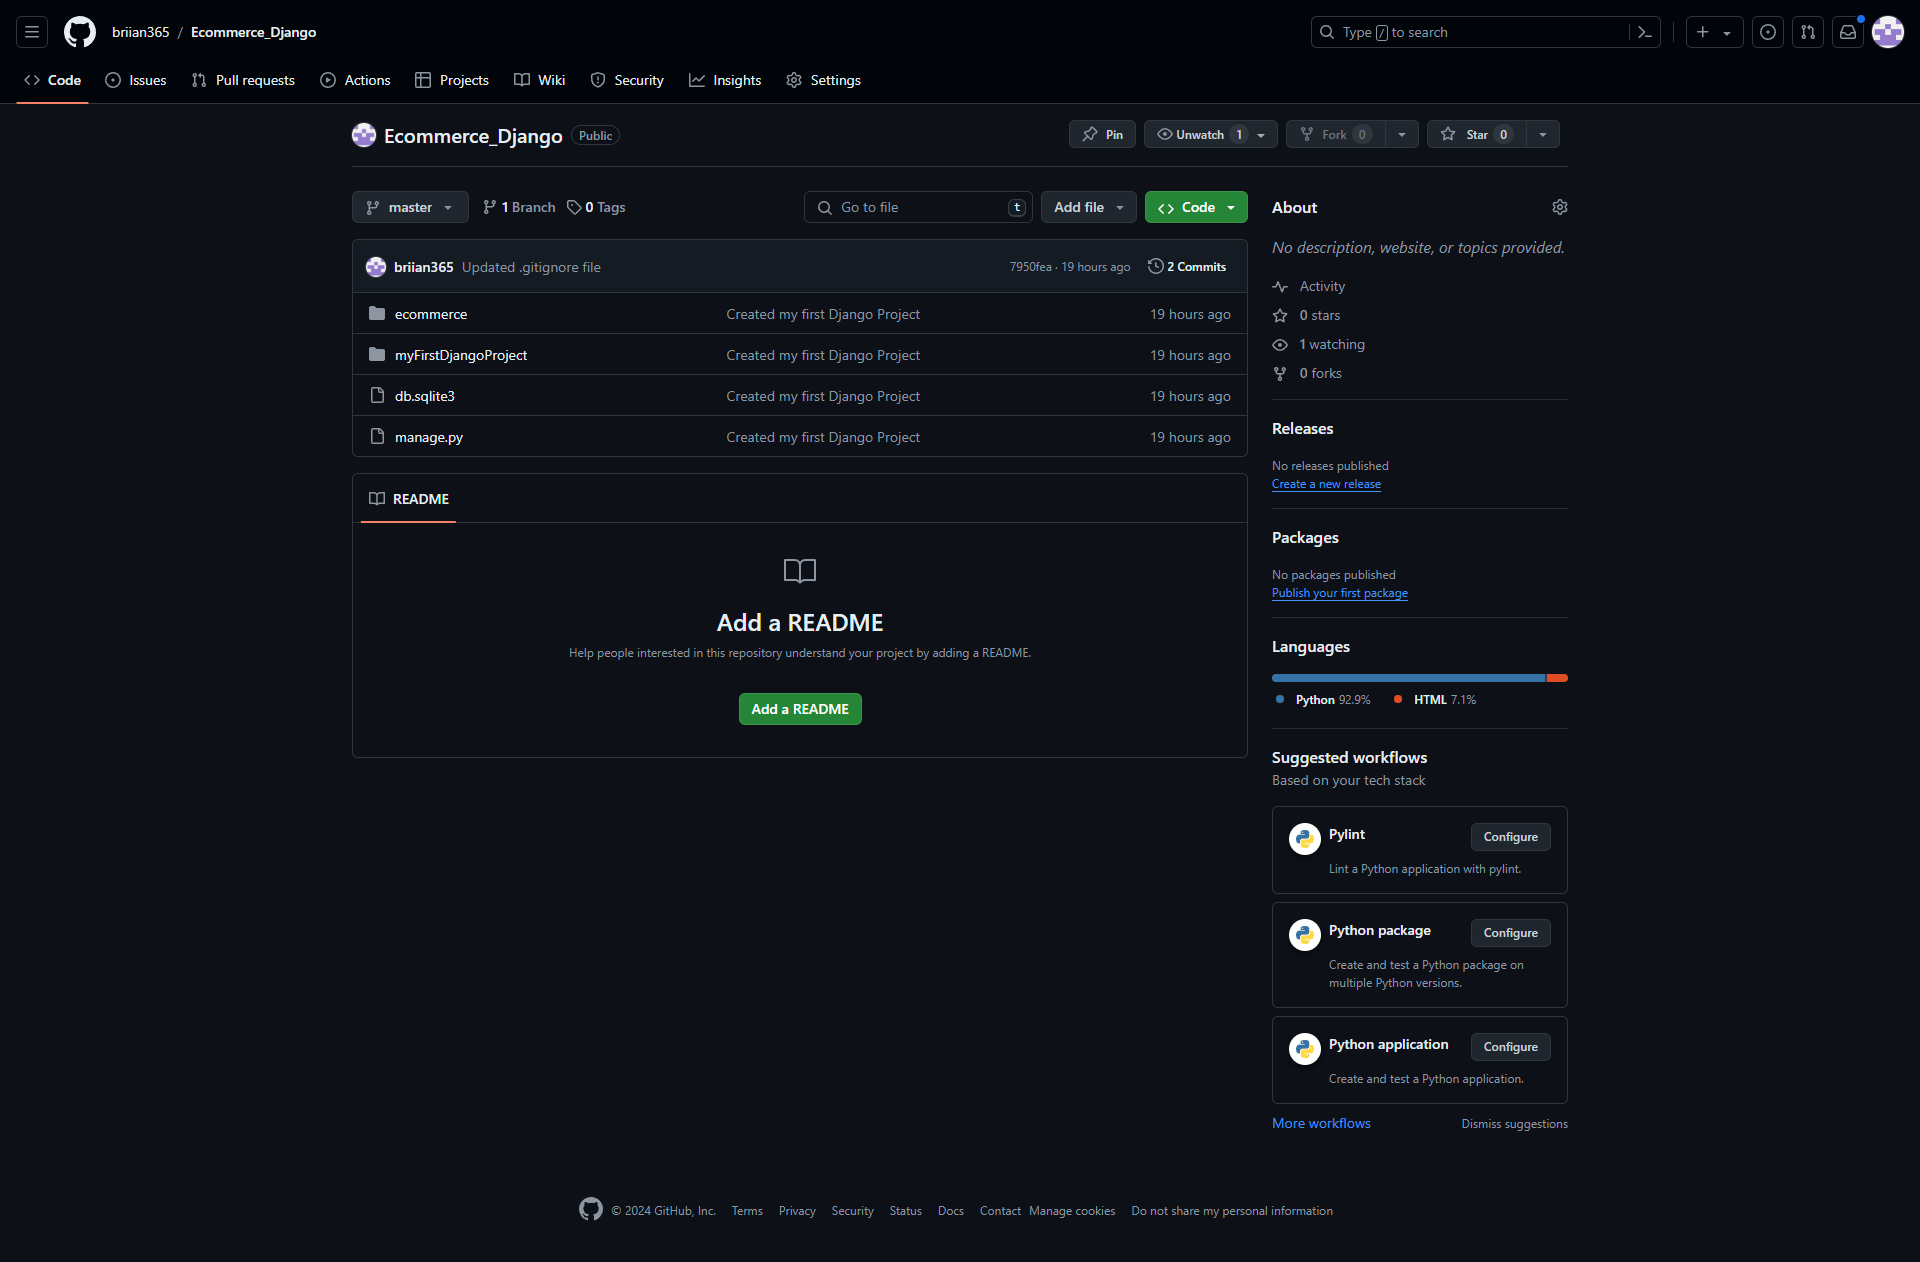 briian365 / Ecommerce_Django
Type / to search
Code Issues Pull requests Actions Projects Wiki Security Insights Settings
Ecommerce_Django Public
Pin Unwatch 1 Fork 0 Star 0
master 1 Branch 0 Tags Go to file t Add file Code
briian365 Updated .gitignore file 7950fea · 19 hours ago 2 Commits
ecommerce Created my first Django Project 19 hours ago
myFirstDjangoProject Created my first Django Project 19 hours ago
db.sqlite3 Created my first Django Project 19 hours ago
manage.py Created my first Django Project 19 hours ago
README
Add a README
Help people interested in this repository understand your project by adding a README.
Add a README
About
No description, website, or topics provided.
Activity
0 stars
1 watching
0 forks
Releases
No releases published
Create a new release
Packages
No packages published
Publish your first package
Languages
Python 92.9% HTML 7.1%
Suggested workflows
Based on your tech stack
Pylint Configure
Lint a Python application with pylint.
Python package Configure
Create and test a Python package on
multiple Python versions.
Python application Configure
Create and test a Python application.
More workflows Dismiss suggestions
© 2024 GitHub, Inc. Terms Privacy Security Status Docs Contact Manage cookies Do not share my personal information